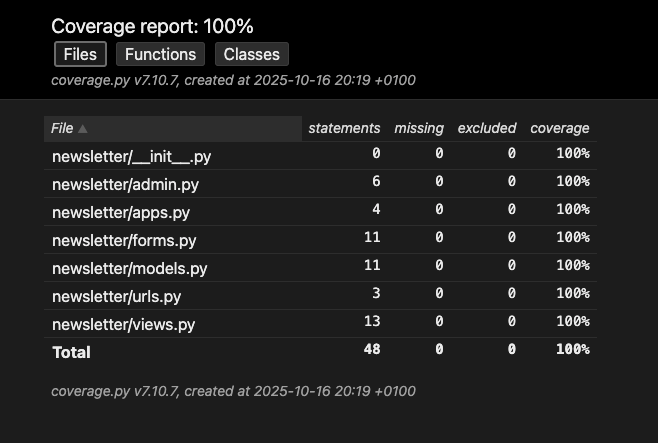 Coverage report: 100%
Files Functions Classes
coverage.py v7.10.7, created at 2025-10-16 20:19 +0100
File ▲ statements missing excluded coverage
newsletter/__init__.py 0 0 0 100%
newsletter/admin.py 6 0 0 100%
newsletter/apps.py 4 0 0 100%
newsletter/forms.py 11 0 0 100%
newsletter/models.py 11 0 0 100%
newsletter/urls.py 3 0 0 100%
newsletter/views.py 13 0 0 100%
Total 48 0 0 100%
coverage.py v7.10.7, created at 2025-10-16 20:19 +0100